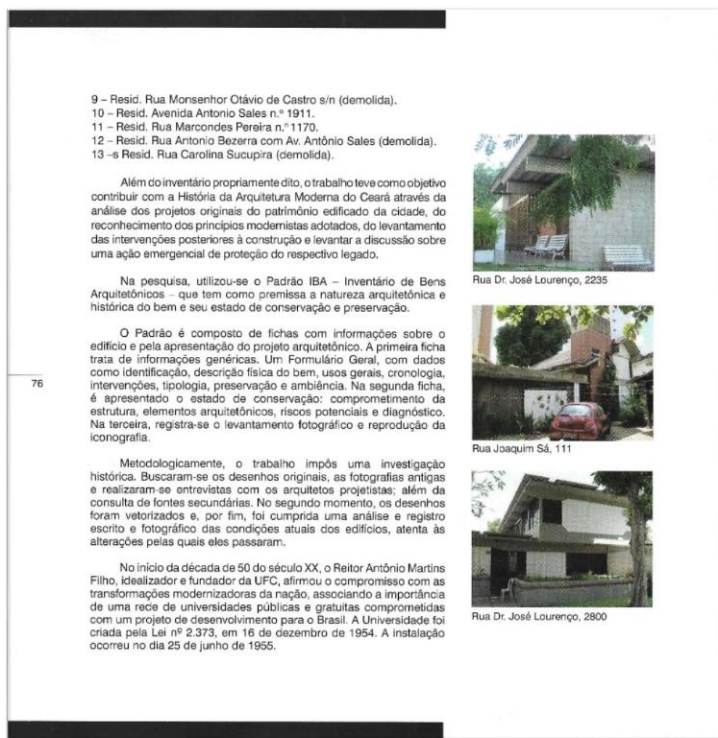 9 – Resid. Rua Monsenhor Otávio de Castro s/n (demolida).
10 – Resid. Avenida Antonio Sales n.º 1911.
11 – Resid. Rua Marcondes Pereira n.º 1170.
12 – Resid. Rua Antonio Bezerra com Av. Antônio Sales (demolida).
13 –s Resid. Rua Carolina Sucupira (demolida).
Além do inventário propriamente dito, o trabalho teve como objetivo
contribuir com a História da Arquitetura Moderna do Ceará através da
análise dos projetos originais do patrimônio edificado da cidade, do
reconhecimento dos princípios modernistas adotados, do levantamento
das intervenções posteriores à construção e levantar a discussão sobre
uma ação emergencial de proteção do respectivo legado.
Na pesquisa, utilizou-se o Padrão IBA – Inventário de Bens
Arquitetônicos – que tem como premissa a natureza arquitetônica e
histórica do bem e seu estado de conservação e preservação.
O Padrão é composto de fichas com informações sobre o
edifício e pela apresentação do projeto arquitetônico. A primeira ficha
trata de informações genéricas. Um Formulário Geral, com dados
como identificação, descrição física do bem, usos gerais, cronologia,
intervenções, tipologia, preservação e ambiência. Na segunda ficha,
é apresentado o estado de conservação: comprometimento da
estrutura, elementos arquitetônicos, riscos potenciais e diagnóstico.
Na terceira, registra-se o levantamento fotográfico e reprodução da
iconografia.
Metodologicamente, o trabalho impôs uma investigação
histórica. Buscaram-se os desenhos originais, as fotografias antigas
e realizaram-se entrevistas com os arquitetos projetistas; além da
consulta de fontes secundárias. No segundo momento, os desenhos
foram vetorizados e, por fim, foi cumprida uma análise e registro
escrito e fotográfico das condições atuais dos edifícios, atenta às
alterações pelas quais eles passaram.
No início da década de 50 do século XX, o Reitor Antônio Martins
Filho, idealizador e fundador da UFC, afirmou o compromisso com as
transformações modernizadoras da nação, associando a importância
de uma rede de universidades públicas e gratuitas comprometidas
com um projeto de desenvolvimento para o Brasil. A Universidade foi
criada pela Lei nº 2.373, em 16 de dezembro de 1954. A instalação
ocorreu no dia 25 de junho de 1955.
76
Rua Dr. José Lourenço, 2235
Rua Joaquim Sá, 111
Rua Dr. José Lourenço, 2800